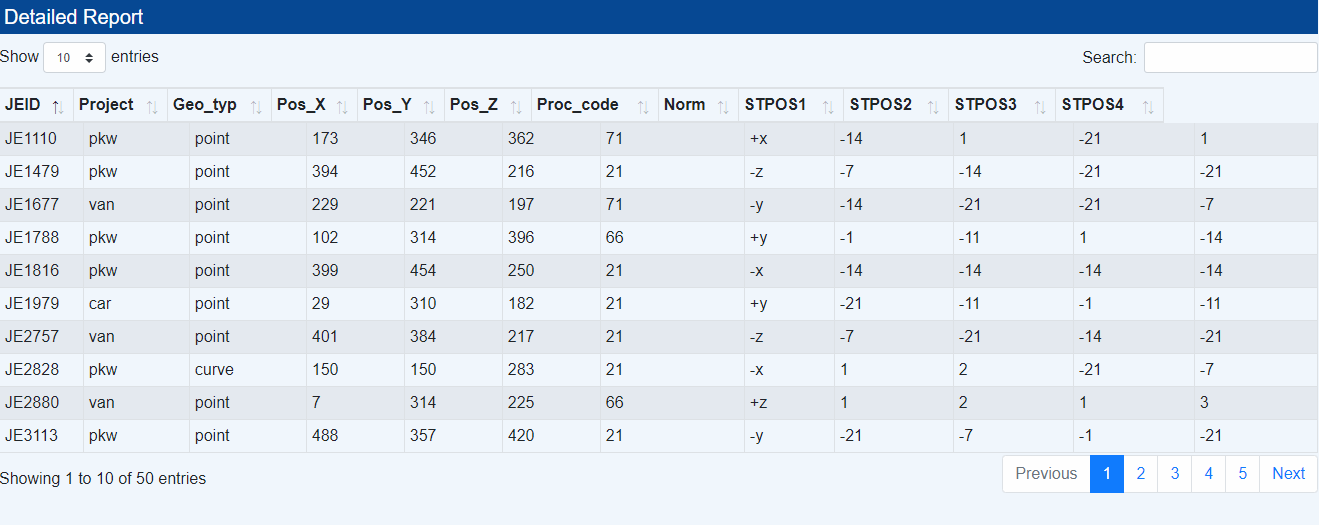 Detailed Report
Show 10 entries Search:
JEID Project Geo_typ Pos_X Pos_Y Pos_Z Proc_code Norm STPOS1 STPOS2 STPOS3 STPOS4
JE1110 pkw point 173 346 362 71 +x -14 1 -21 1
JE1479 pkw point 394 452 216 21 -z -7 -14 -21 -21
JE1677 van point 229 221 197 71 -y -14 -21 -21 -7
JE1788 pkw point 102 314 396 66 +y -1 -11 1 -14
JE1816 pkw point 399 454 250 21 -x -14 -14 -14 -14
JE1979 car point 29 310 182 21 +y -21 -11 -1 -11
JE2757 van point 401 384 217 21 -z -7 -21 -14 -21
JE2828 pkw curve 150 150 283 21 -x 1 2 -21 -7
JE2880 van point 7 314 225 66 +z 1 2 1 3
JE3113 pkw point 488 357 420 21 -y -21 -7 -1 -21
Showing 1 to 10 of 50 entries Previous 1 2 3 4 5 Next